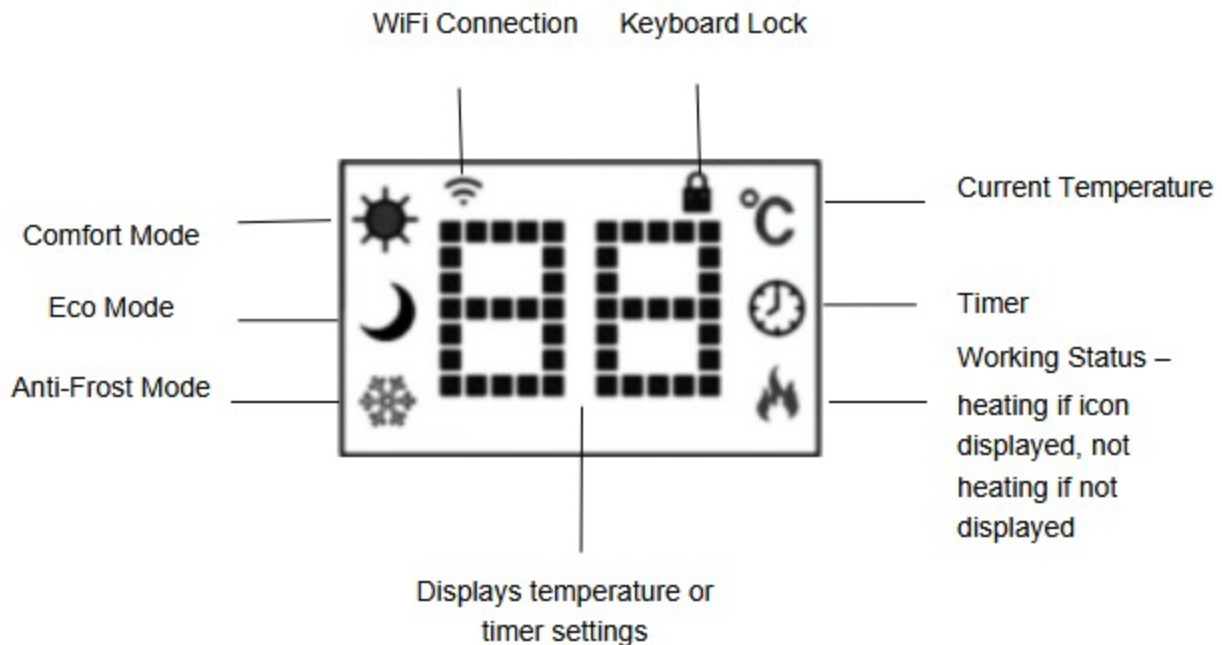 WiFi Connection
Keyboard Lock
Comfort Mode
Eco Mode
Anti-Frost Mode
88
°C
Current Temperature
Timer
Working Status –
heating if icon
displayed, not
heating if not
displayed
Displays temperature or
timer settings